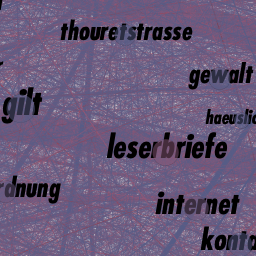 thouretstrasse
gewalt
gilt
haeuslic
leserbriefe
rdnung
internet
konta